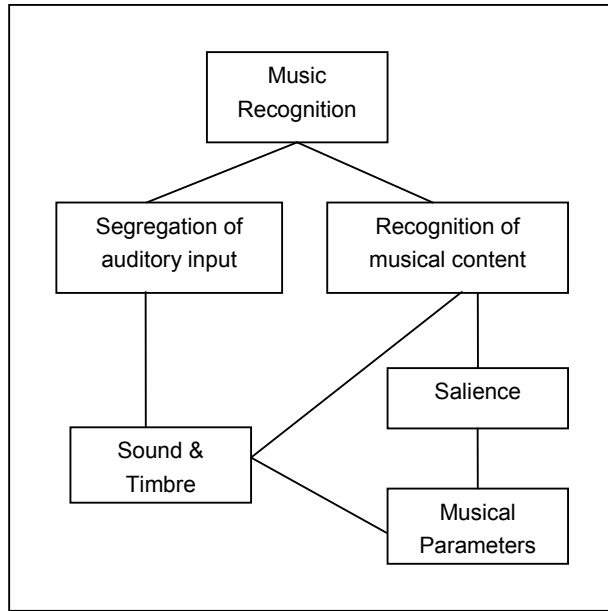 Music
Recognition
Segregation of
auditory input
Recognition of
musical content
Salience
Sound &
Timbre
Musical
Parameters